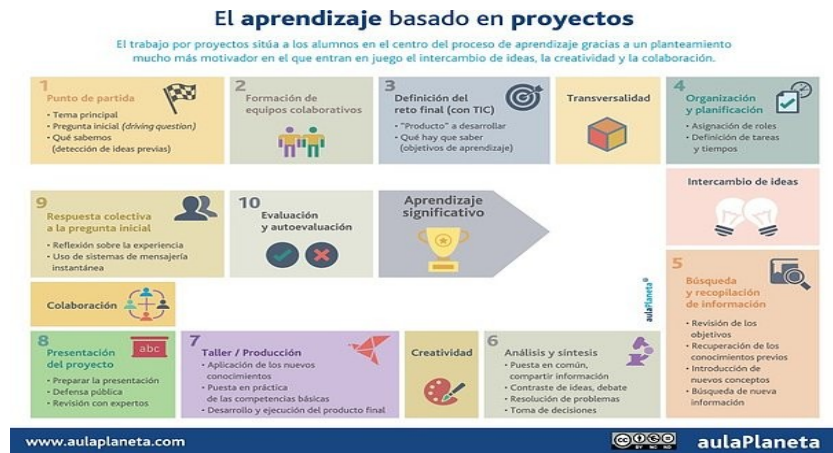 El aprendizaje basado en proyectos
El trabajo por proyectos sitúa a los alumnos en el centro del proceso de aprendizaje gracias a un planteamiento
mucho más motivador en el que entran en juego el intercambio de ideas, la creatividad y la colaboración.
1
Punto de partida
• Tema principal
• Pregunta inicial (driving question)
• Qué sabemos
(detección de ideas previas)
2
Formación de
equipos colaborativos
3
Definición del
reto final (con TIC)
• "Producto" a desarrollar
• Qué hay que saber
(objetivos de aprendizaje)
Transversalidad
4
Organización
y planificación
• Asignación de roles
• Definición de tareas
y tiempos
Intercambio de ideas
5
Búsqueda
y recopilación
de información
• Revisión de los
objetivos
• Recuperación de los
conocimientos previos
• Introducción de
nuevos conceptos
• Búsqueda de nueva
información
6
Análisis y síntesis
• Puesta en común,
compartir información
• Contraste de ideas, debate
• Resolución de problemas
• Toma de decisiones
Creatividad
7
Taller / Producción
• Aplicación de los nuevos
conocimientos
• Puesta en práctica
de las competencias básicas
• Desarrollo y ejecución del producto final
8
abc
Presentación
del proyecto
• Preparar la presentación
• Defensa pública
• Revisión con expertos
Colaboración
9
Respuesta colectiva
a la pregunta inicial
• Reflexión sobre la experiencia
• Uso de sistemas de mensajería
instantánea
10
Evaluación
y autoevaluación
Aprendizaje
significativo
aulaPlaneta
www.aulaplaneta.com
cc
BY NC ND
aulaPlaneta